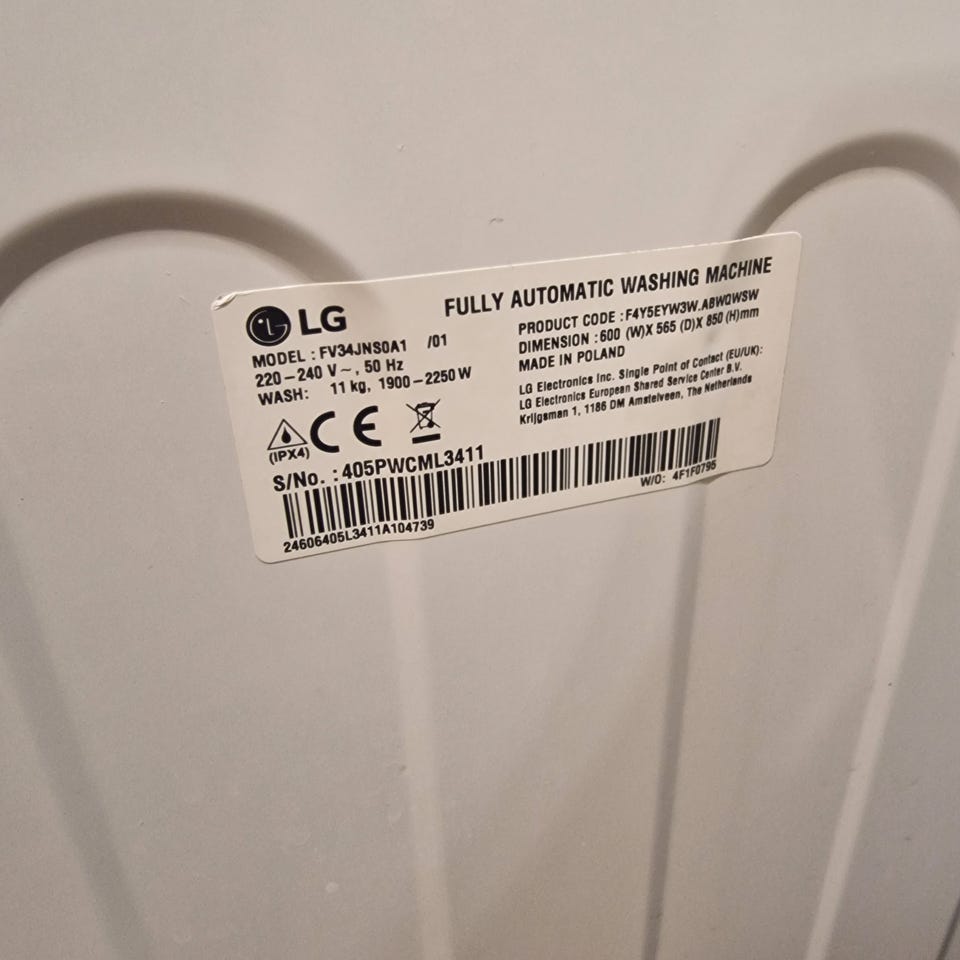 LG
FULLY AUTOMATIC WASHING MACHINE
MODEL : FV34JNS0A1 /01
220-240 V~, 50 Hz
WASH: 11 kg, 1900-2250 W
PRODUCT CODE : F4Y5EYW3W.ABWQWSW
DIMENSION : 600 (W)X 565 (D)X 850 (H)mm
MADE IN POLAND
LG Electronics Inc. Single Point of Contact (EU/UK):
LG Electronics European Shared Service Center B.V.
Krijgsman 1, 1186 DM Amstelveen, The Netherlands
CE
(IPX4)
S/No. : 405PWCML3411
24606405L3411A104739
W/O: 4F1F0795